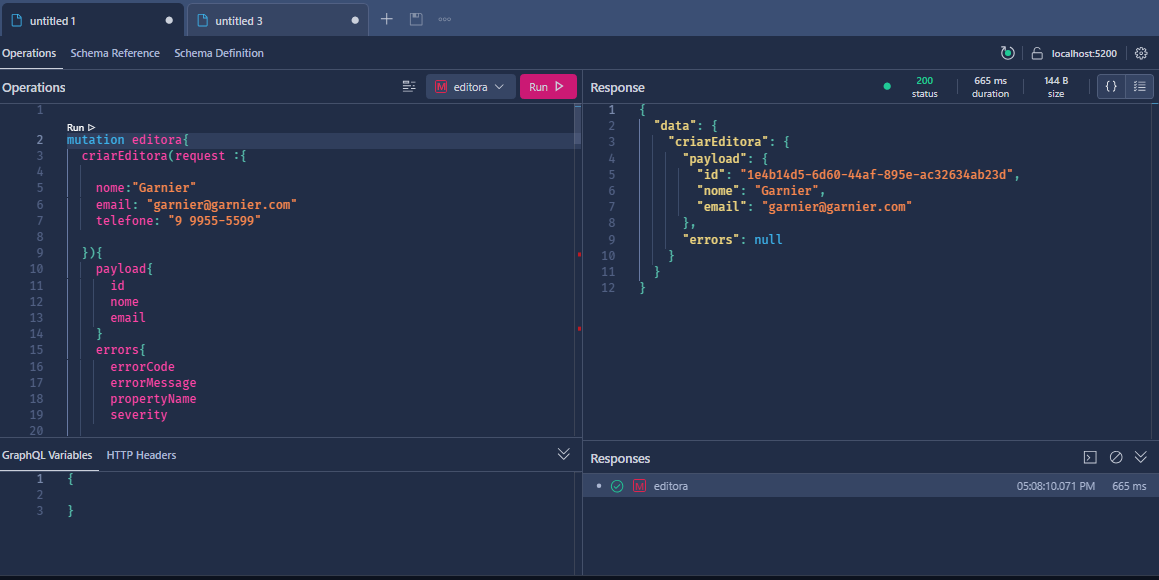 untitled 1
untitled 3
Operations Schema Reference Schema Definition
localhost:5200
Operations
M editora
Run
1
Run
2 mutation editora{
3 criarEditora(request :{
4
5 nome:"Garnier"
6 email: "garnier@garnier.com"
7 telefone: "9 9955-5599"
8
9 }){
10 payload{
11 id
12 nome
13 email
14 }
15 errors{
16 errorCode
17 errorMessage
18 propertyName
19 severity
20
GraphQL Variables HTTP Headers
1 {
2
3 }
Response
200 status
665 ms duration
144 B size
{ }
1 {
2 "data": {
3 "criarEditora": {
4 "payload": {
5 "id": "1e4b14d5-6d60-44af-895e-ac32634ab23d",
6 "nome": "Garnier",
7 "email": "garnier@garnier.com"
8 },
9 "errors": null
10 }
11 }
12 }
Responses
M editora 05:08:10.071 PM 665 ms